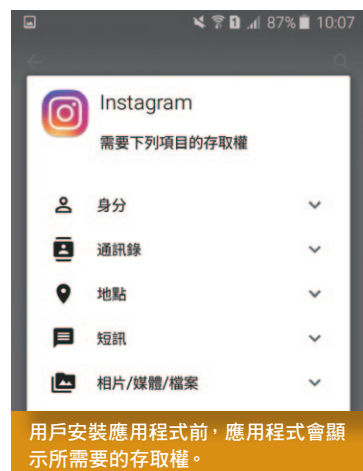 87% 10:07
Instagram
需要下列項目的存取權
身分
通訊錄
地點
短訊
相片/媒體/檔案
用戶安裝應用程式前，應用程式會顯
示所需要的存取權。